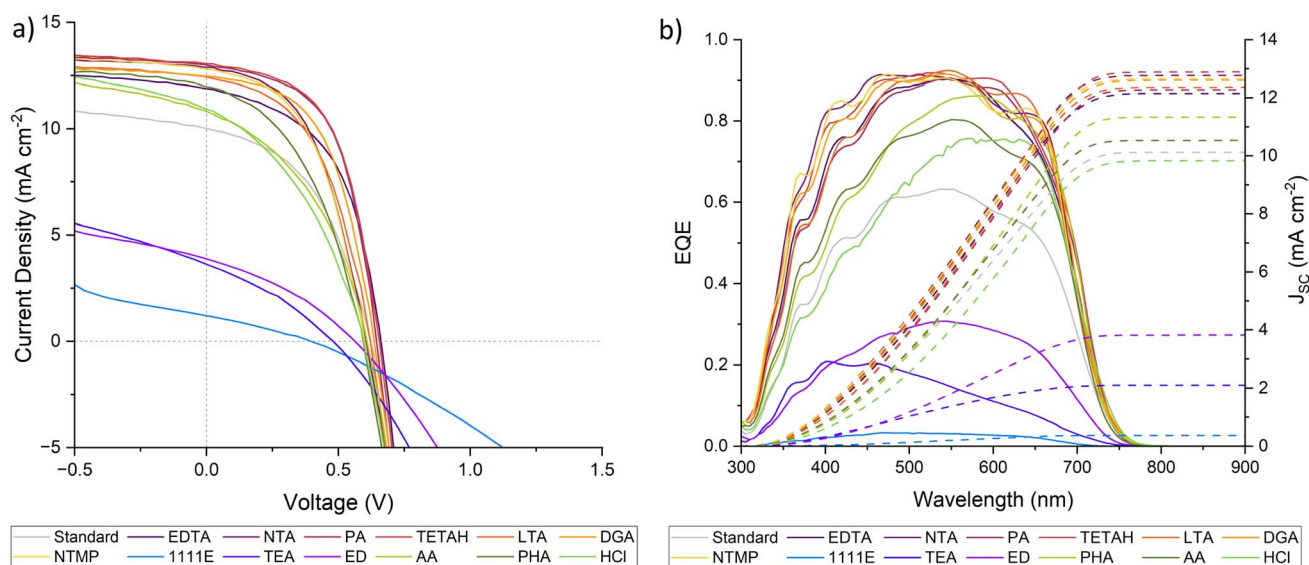 a)
15
10
5
0
−5
Current Density (mA cm⁻²)
−0.5
0.0
0.5
1.0
1.5
Voltage (V)
Standard EDTA NTA PA TETAH LTA DGA
NTMP 1111E TEA ED AA PHA HCl
b)
1.0
0.8
0.6
0.4
0.2
0.0
EQE
14
12
10
8
6
4
2
0
J_SC (mA cm⁻²)
300
400
500
600
700
800
900
Wavelength (nm)
Standard EDTA NTA PA TETAH LTA DGA
NTMP 1111E TEA ED PHA AA HCl